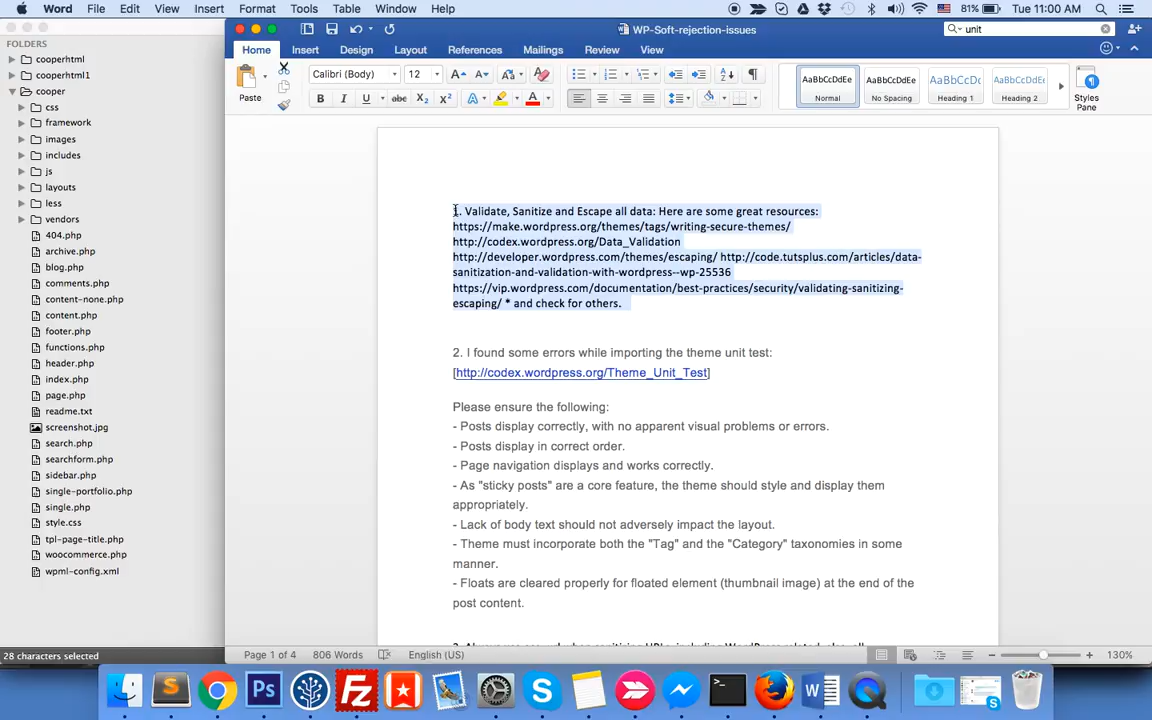 Word File Edit View Insert Format Tools Table Window Help 81% Tue 11:00 AM
FOLDERS
cooperhtml
cooperhtml1
cooper
css
framework
images
includes
js
layouts
less
vendors
404.php
archive.php
blog.php
comments.php
content-none.php
content.php
footer.php
functions.php
header.php
index.php
page.php
readme.txt
screenshot.jpg
search.php
searchform.php
sidebar.php
single-portfolio.php
single.php
style.css
tpl-page-title.php
woocommerce.php
wpml-config.xml
28 characters selected
WP-Soft-rejection-issues
unit
Home Insert Design Layout References Mailings Review View
Paste
Calibri (Body) 12
B I U abc X2 X2
AaBbCcDdEe AaBbCcDdEe AaBbCcDc AaBbCcDdEe
Normal No Spacing Heading 1 Heading 2
Styles
Pane
1. Validate, Sanitize and Escape all data: Here are some great resources:
https://make.wordpress.org/themes/tags/writing-secure-themes/
http://codex.wordpress.org/Data_Validation
http://developer.wordpress.com/themes/escaping/ http://code.tutsplus.com/articles/data-
sanitization-and-validation-with-wordpress--wp-25536
https://vip.wordpress.com/documentation/best-practices/security/validating-sanitizing-
escaping/ * and check for others.
2. I found some errors while importing the theme unit test:
[http://codex.wordpress.org/Theme_Unit_Test]
Please ensure the following:
- Posts display correctly, with no apparent visual problems or errors.
- Posts display in correct order.
- Page navigation displays and works correctly.
- As "sticky posts" are a core feature, the theme should style and display them
appropriately.
- Lack of body text should not adversely impact the layout.
- Theme must incorporate both the "Tag" and the "Category" taxonomies in some
manner.
- Floats are cleared properly for floated element (thumbnail image) at the end of the
post content.
Page 1 of 4 806 Words English (US) 130%